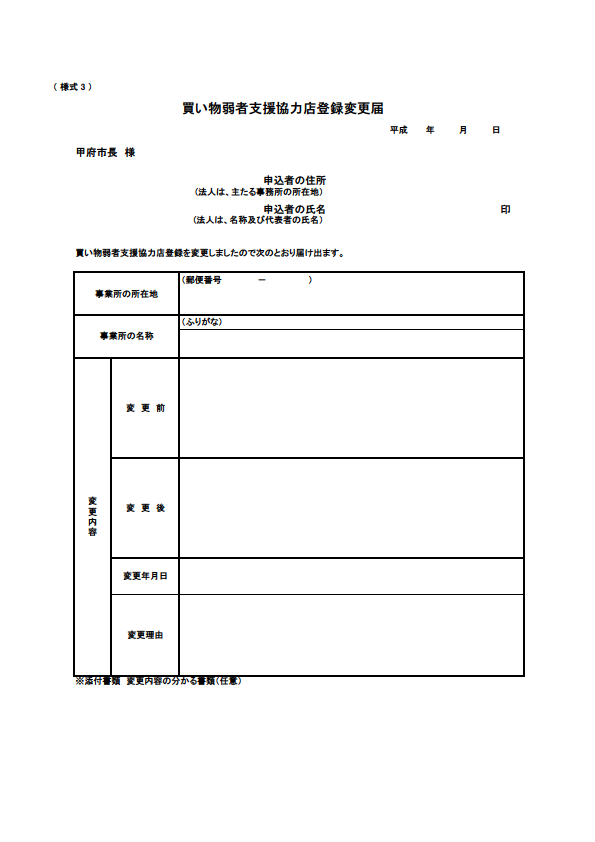 （ 様式３ ）
買い物弱者支援協力店登録変更届
平成　　年　　月　　日
甲府市長　様
申込者の住所
（法人は、主たる事務所の所在地）
申込者の氏名　　印
（法人は、名称及び代表者の氏名）
買い物弱者支援協力店登録を変更しましたので次のとおり届け出ます。
事業所の所在地
（郵便番号　　－　　）
事業所の名称
（ふりがな）
変更内容
変　更　前
変　更　後
変更年月日
変更理由
※添付書類　変更内容の分かる書類（任意）